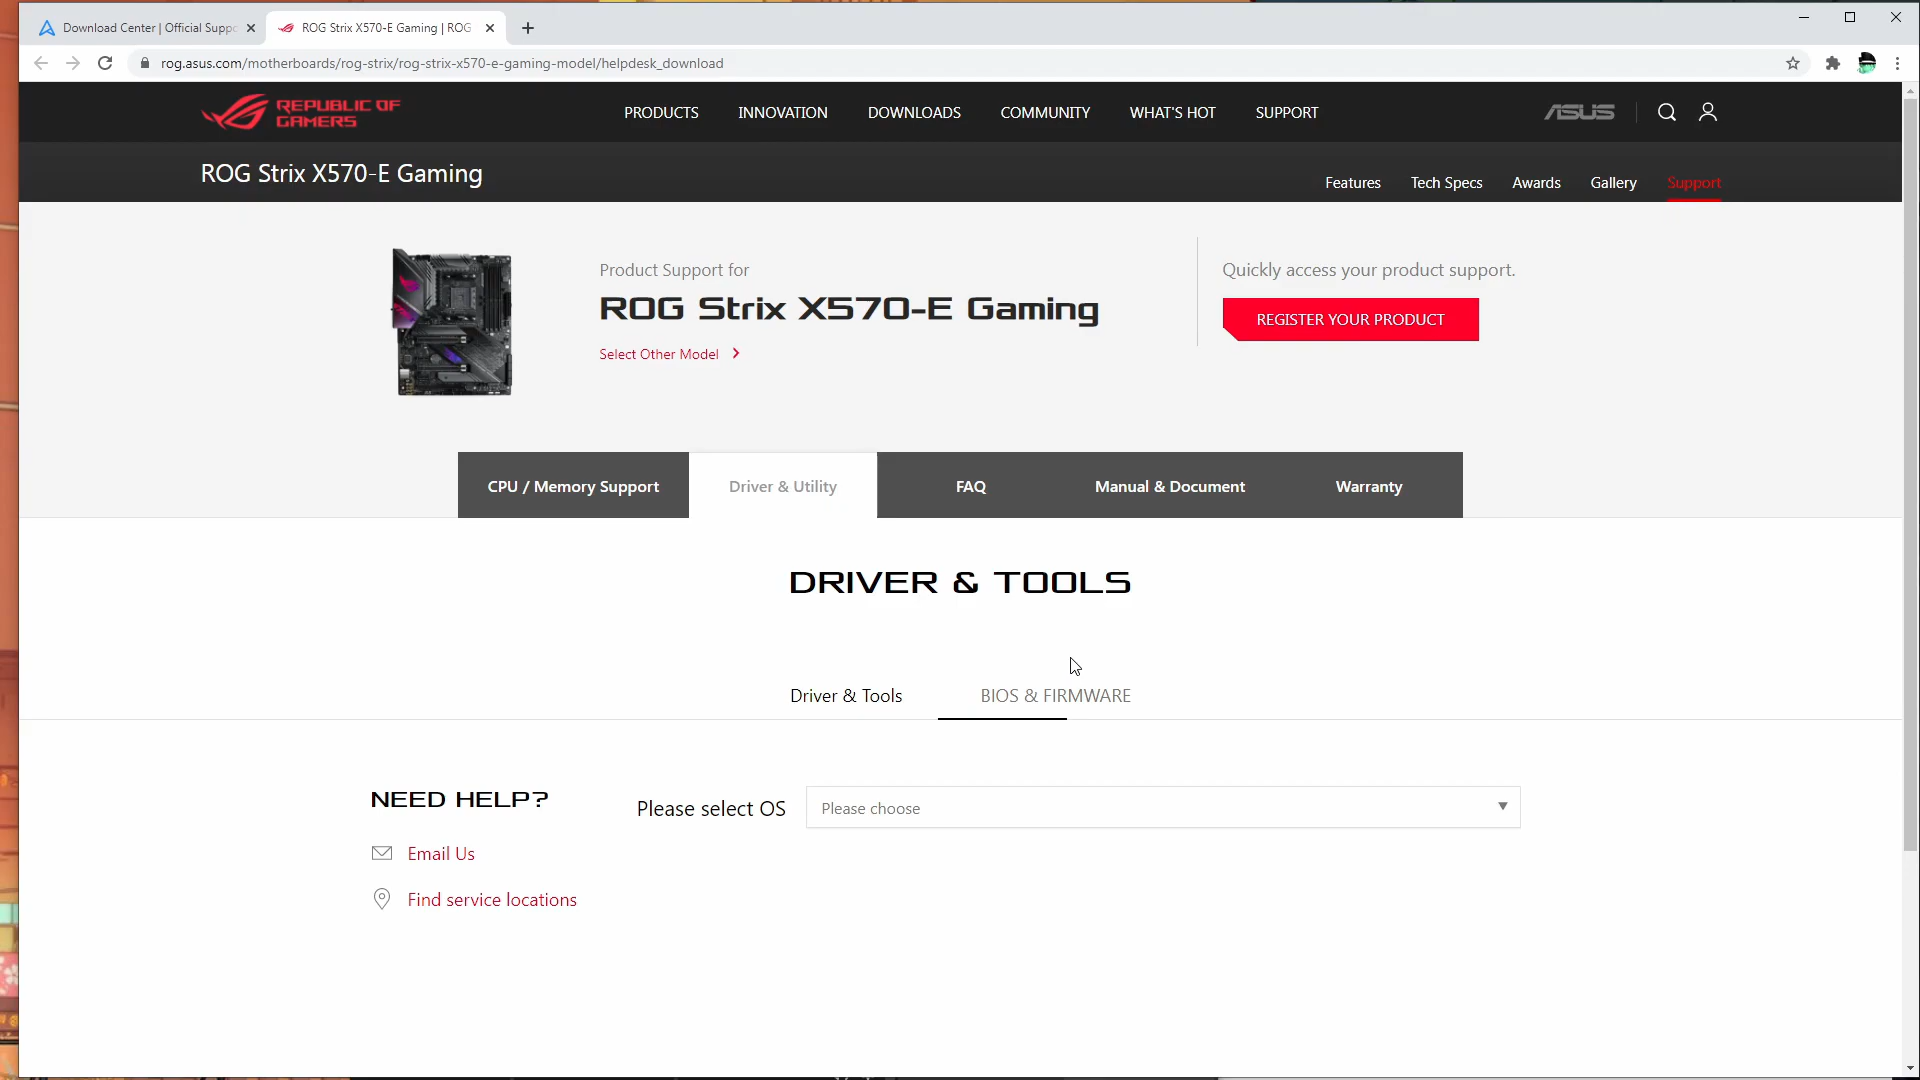 Download Center | Official Suppo
ROG Strix X570-E Gaming | ROG
rog.asus.com/motherboards/rog-strix/rog-strix-x570-e-gaming-model/helpdesk_download
REPUBLIC OF
GAMERS
PRODUCTS
INNOVATION
DOWNLOADS
COMMUNITY
WHAT'S HOT
SUPPORT
ASUS
ROG Strix X570-E Gaming
Features
Tech Specs
Awards
Gallery
Support
Product Support for
ROG Strix X570-E Gaming
Select Other Model
Quickly access your product support.
REGISTER YOUR PRODUCT
CPU / Memory Support
Driver & Utility
FAQ
Manual & Document
Warranty
DRIVER & TOOLS
Driver & Tools
BIOS & FIRMWARE
NEED HELP?
Email Us
Find service locations
Please select OS
Please choose